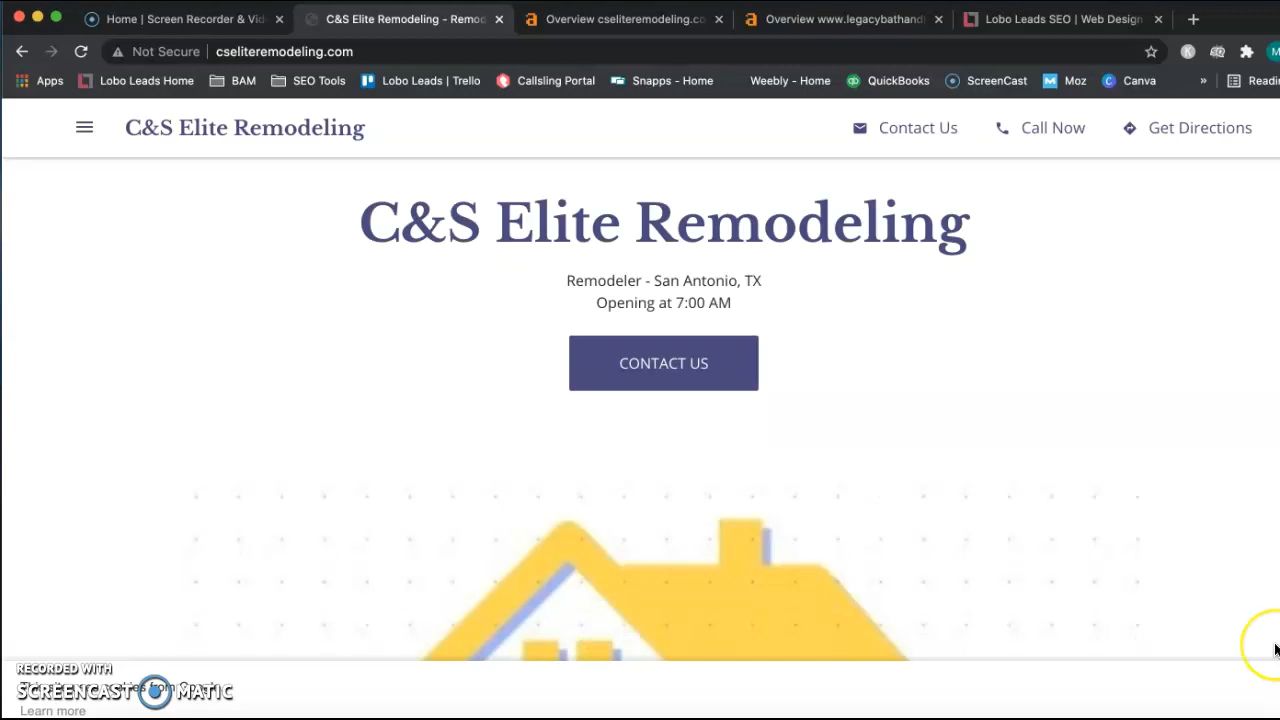 Home | Screen Recorder & Vid
C&S Elite Remodeling - Remod
Overview cseliteremodeling.co
Overview www.legacybathandl
Lobo Leads SEO | Web Design
Not Secure
cseliteremodeling.com
Apps
Lobo Leads Home
BAM
SEO Tools
Lobo Leads | Trello
Callsling Portal
Snapps - Home
Weebly - Home
QuickBooks
ScreenCast
Moz
Canva
»
Readin
C&S Elite Remodeling
Contact Us
Call Now
Get Directions
C&S Elite Remodeling
Remodeler - San Antonio, TX
Opening at 7:00 AM
CONTACT US
RECORDED WITH
SCREENCAST MATIC
Learn more